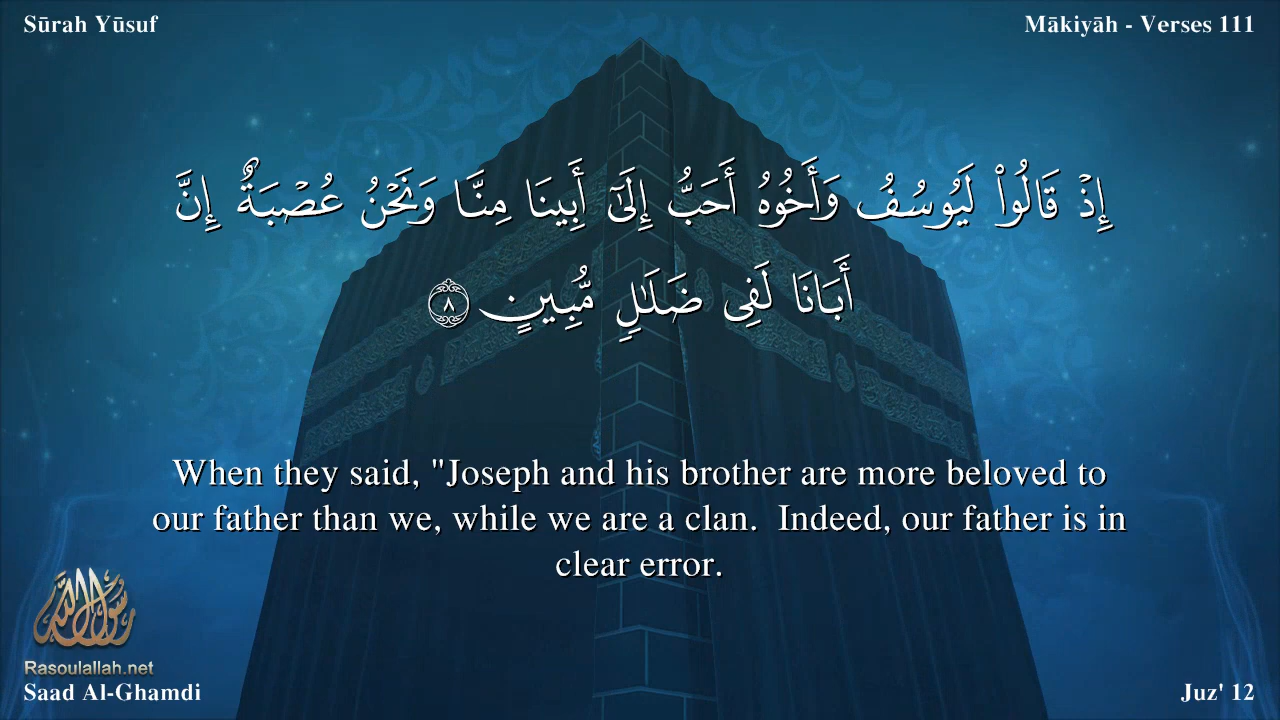 Sūrah Yūsuf
Mākiyāh - Verses 111
إِذْ قَالُوا۟ لَيُوسُفُ وَأَخُوهُ أَحَبُّ إِلَىٰٓ أَبِينَا مِنَّا وَنَحْنُ عُصْبَةٌ إِنَّ
أَبَانَا لَفِى ضَلَـٰلٍ مُّبِينٍ ٨
When they said, "Joseph and his brother are more beloved to
our father than we, while we are a clan.  Indeed, our father is in
clear error.
رسول الله
Rasoulallah.net
Saad Al-Ghamdi
Juz' 12